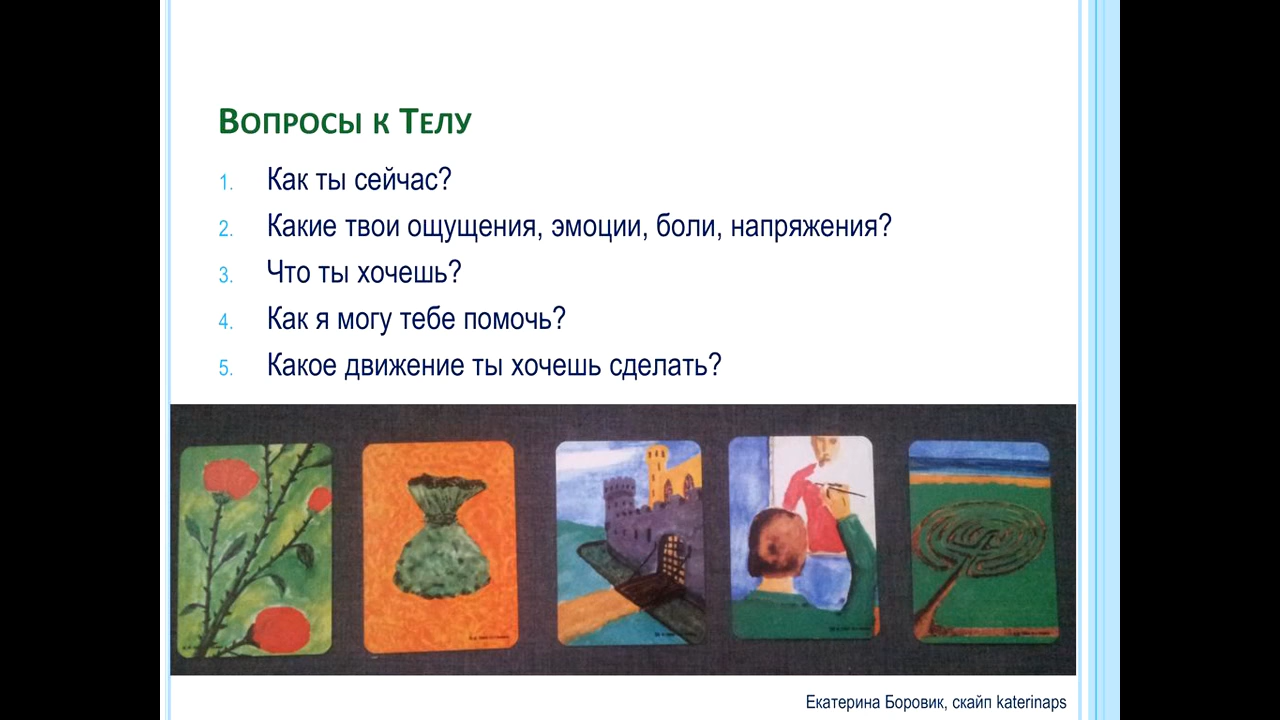 Вопросы к Телу
1. Как ты сейчас?
2. Какие твои ощущения, эмоции, боли, напряжения?
3. Что ты хочешь?
4. Как я могу тебе помочь?
5. Какое движение ты хочешь сделать?
Екатерина Боровик, скайп katerinaps